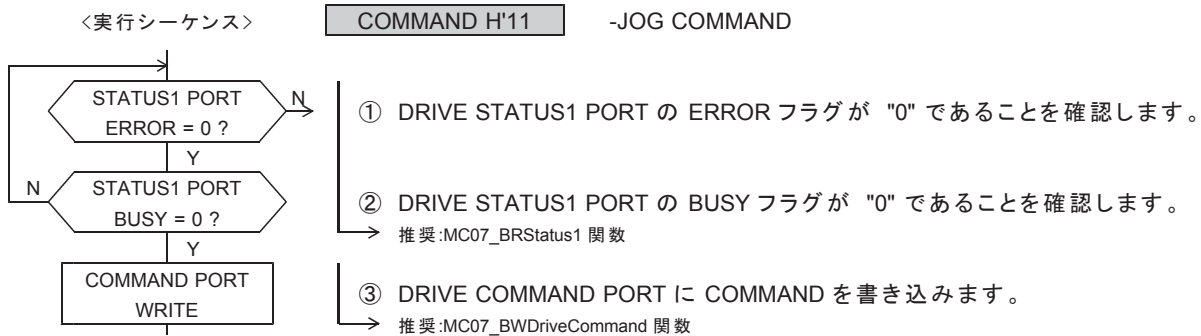 <実行シーケンス>
COMMAND H'11 -JOG COMMAND
STATUS1 PORT
ERROR = 0 ?
N
① DRIVE STATUS1 PORT の ERROR フラグが "0" であることを確認します。
Y
N
STATUS1 PORT
BUSY = 0 ?
② DRIVE STATUS1 PORT の BUSY フラグが "0" であることを確認します。
推奨:MC07_BRStatus1 関数
Y
COMMAND PORT
WRITE
③ DRIVE COMMAND PORT に COMMAND を書き込みます。
推奨:MC07_BWDriveCommand 関数